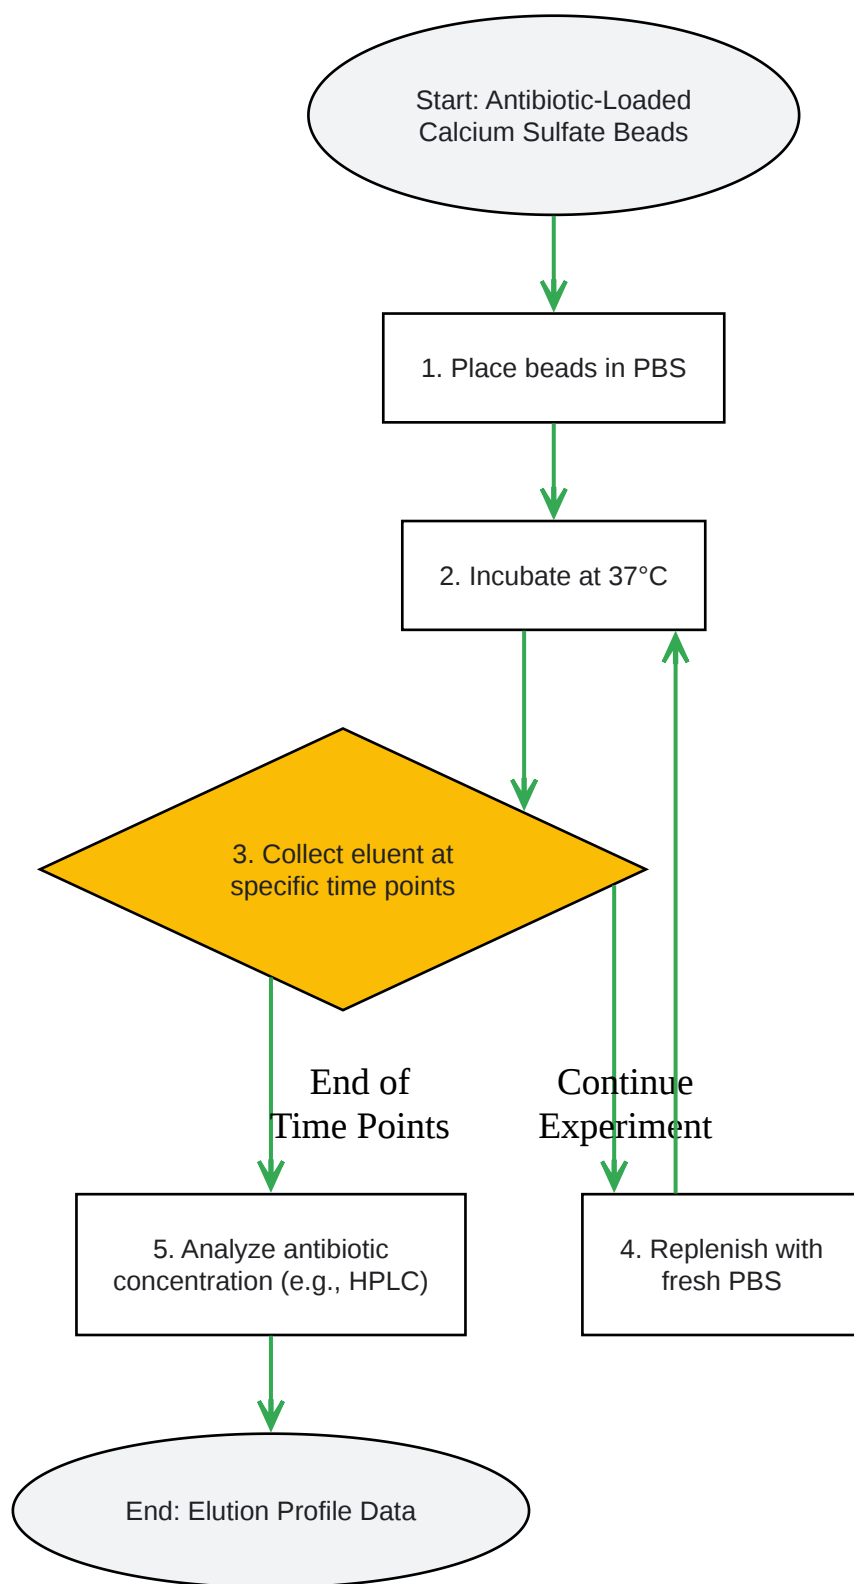 Start: Antibiotic-Loaded
Calcium Sulfate Beads
1. Place beads in PBS
2. Incubate at 37°C
3. Collect eluent at
specific time points
End of
Time Points
Continue
Experiment
5. Analyze antibiotic
concentration (e.g., HPLC)
4. Replenish with
fresh PBS
End: Elution Profile Data